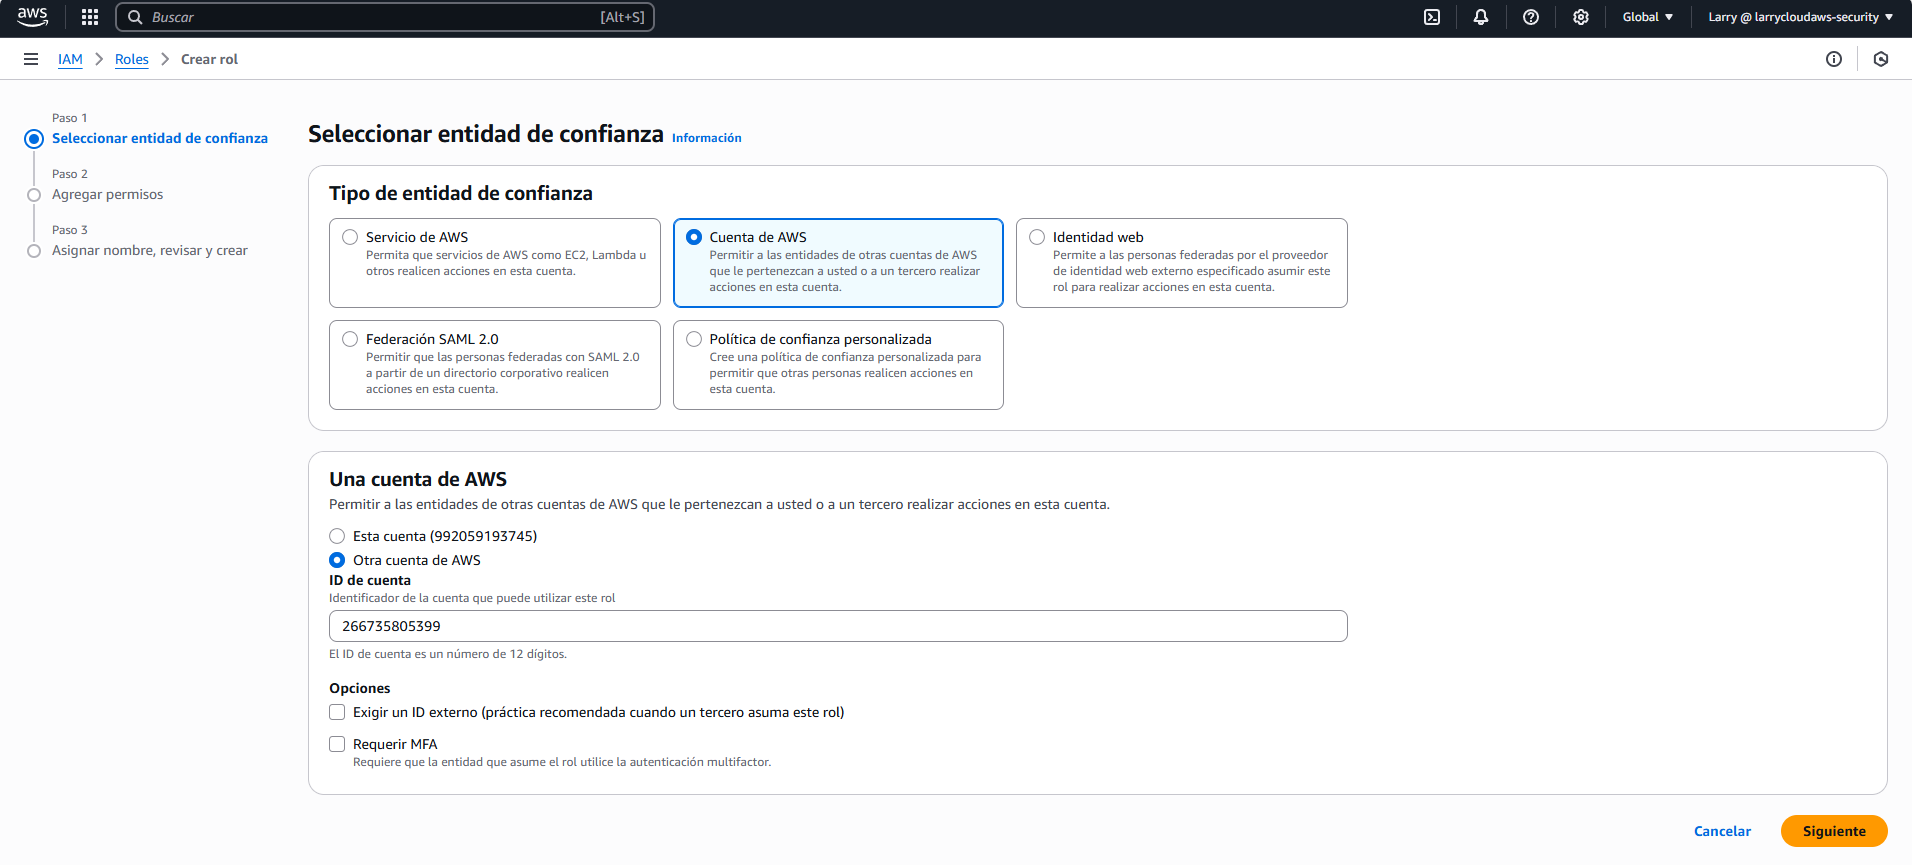 aws
Buscar
[Alt+S]
Global
Larry @ larrycloudaws-security
IAM
Roles
Crear rol
Paso 1
Seleccionar entidad de confianza
Paso 2
Agregar permisos
Paso 3
Asignar nombre, revisar y crear
Seleccionar entidad de confianza Información
Tipo de entidad de confianza
Servicio de AWS
Permita que servicios de AWS como EC2, Lambda u
otros realicen acciones en esta cuenta.
Cuenta de AWS
Permitir a las entidades de otras cuentas de AWS
que le pertenezcan a usted o a un tercero realizar
acciones en esta cuenta.
Identidad web
Permite a las personas federadas por el proveedor
de identidad web externo especificado asumir este
rol para realizar acciones en esta cuenta.
Federación SAML 2.0
Permitir que las personas federadas con SAML 2.0
a partir de un directorio corporativo realicen
acciones en esta cuenta.
Política de confianza personalizada
Cree una política de confianza personalizada para
permitir que otras personas realicen acciones en
esta cuenta.
Una cuenta de AWS
Permitir a las entidades de otras cuentas de AWS que le pertenezcan a usted o a un tercero realizar acciones en esta cuenta.
Esta cuenta (992059193745)
Otra cuenta de AWS
ID de cuenta
Identificador de la cuenta que puede utilizar este rol
266735805399
El ID de cuenta es un número de 12 dígitos.
Opciones
Exigir un ID externo (práctica recomendada cuando un tercero asuma este rol)
Requerir MFA
Requiere que la entidad que asume el rol utilice la autenticación multifactor.
Cancelar
Siguiente